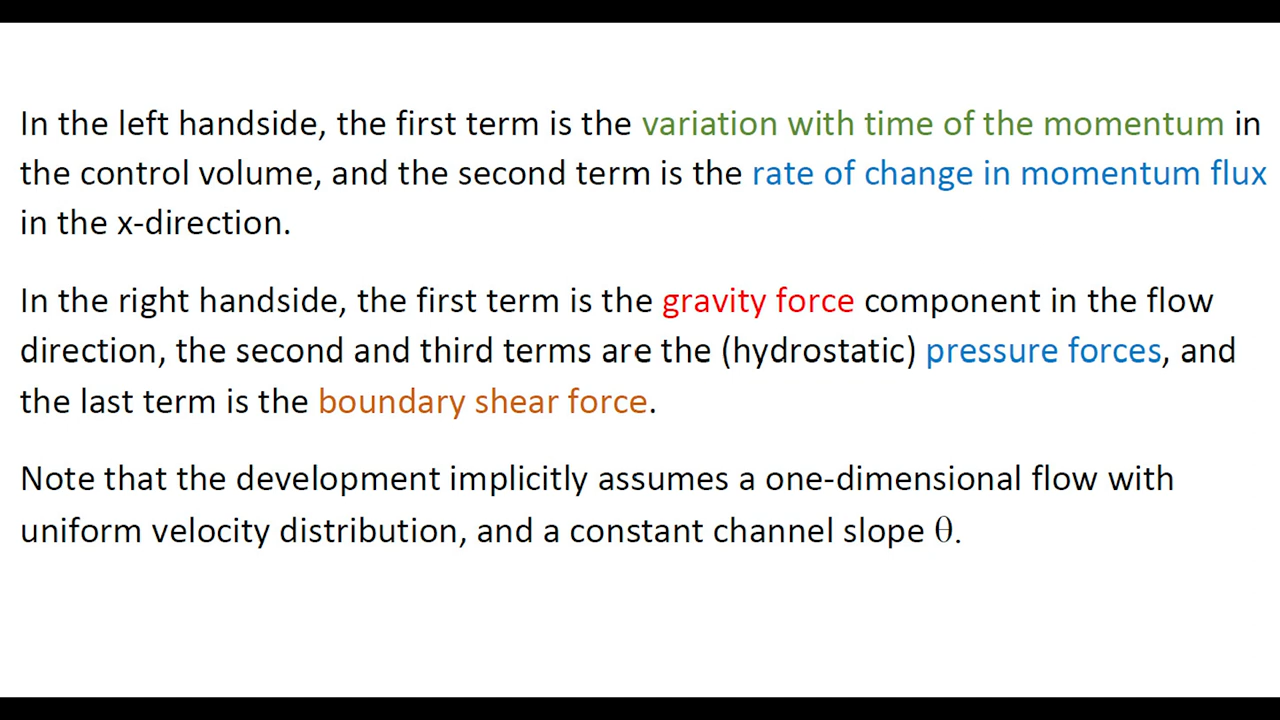 In the left handside, the first term is the variation with time of the momentum in
the control volume, and the second term is the rate of change in momentum flux
in the x-direction.
In the right handside, the first term is the gravity force component in the flow
direction, the second and third terms are the (hydrostatic) pressure forces, and
the last term is the boundary shear force.
Note that the development implicitly assumes a one-dimensional flow with
uniform velocity distribution, and a constant channel slope θ.